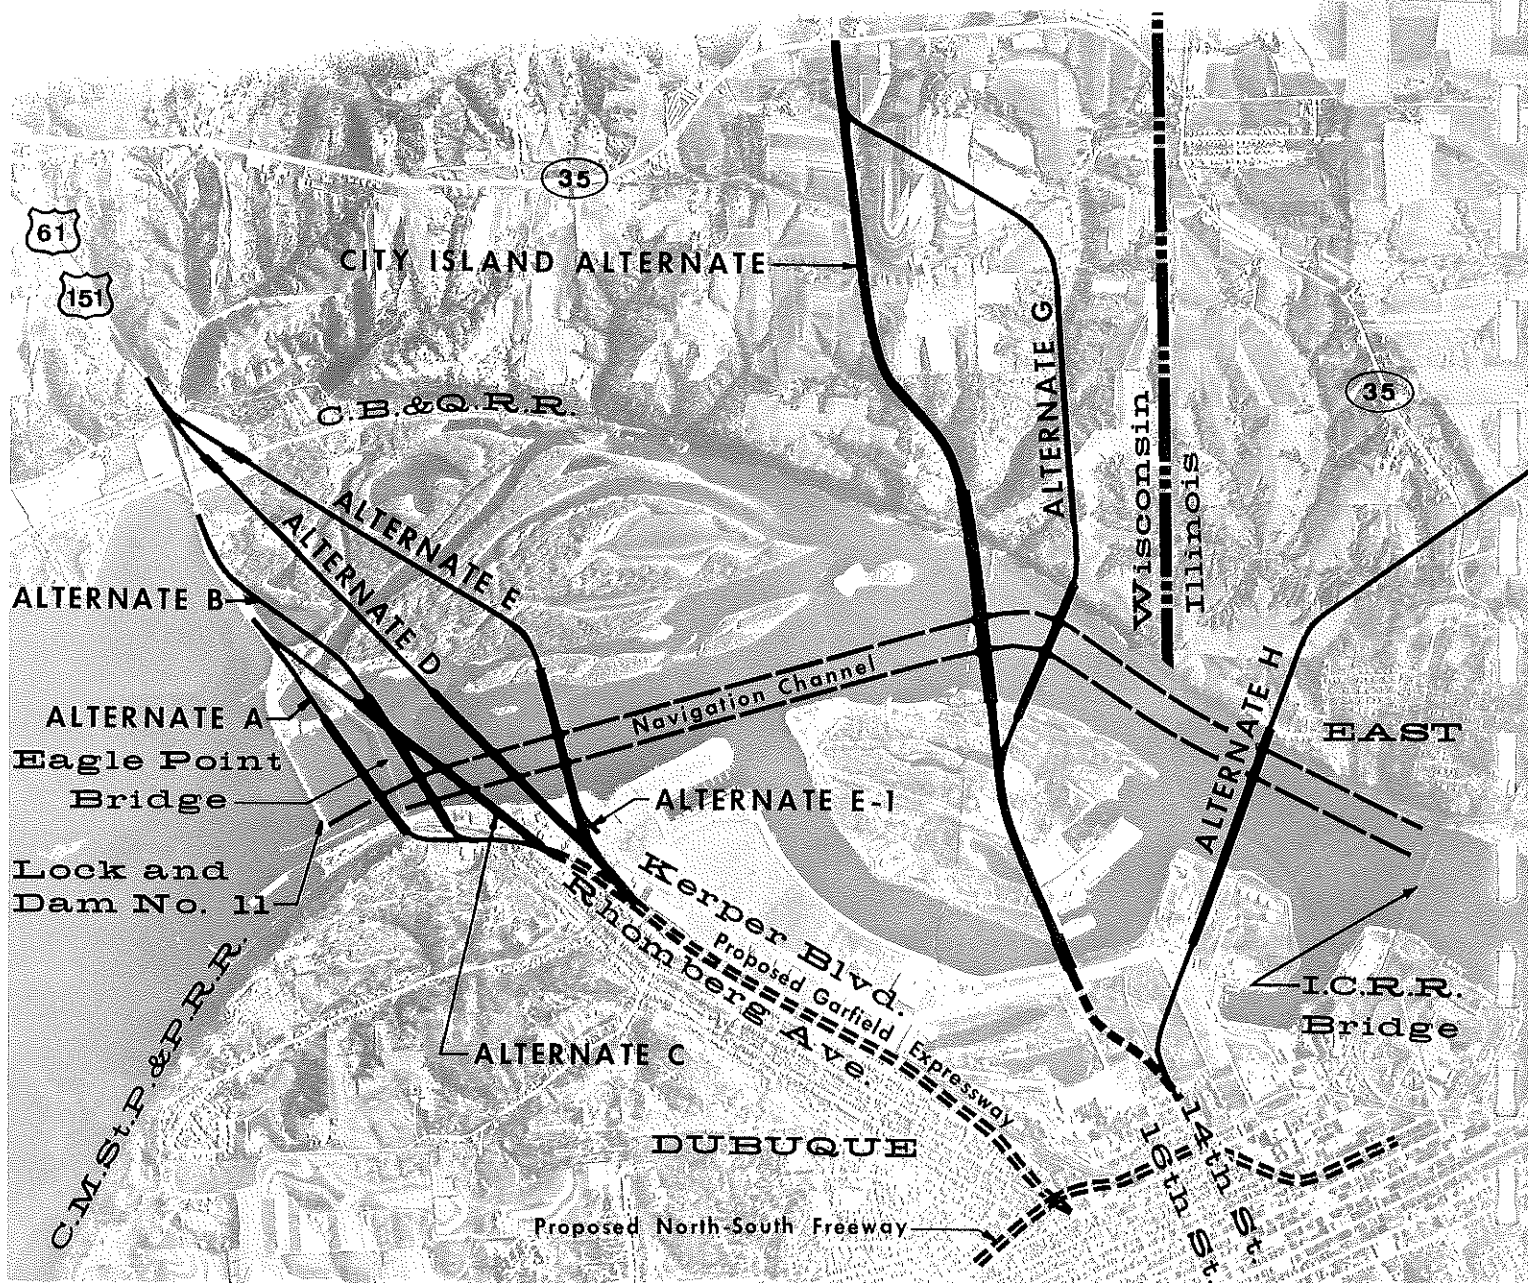 35
61
151
CITY ISLAND ALTERNATE
ALTERNATE G
Wisconsin
Illinois
35
C.B.&Q.R.R.
ALTERNATE E
ALTERNATE D
ALTERNATE B
ALTERNATE A
Eagle Point
Bridge
Lock and
Dam No. 11
Navigation Channel
ALTERNATE E-1
ALTERNATE H
EAST
Kerper Blvd.
Proposed Garfield Expressway
Rhomberg Ave.
ALTERNATE C
I.C.R.R.
Bridge
C.M.St.P.&P.R.R.
DUBUQUE
14th St.
16th St.
Proposed North-South Freeway